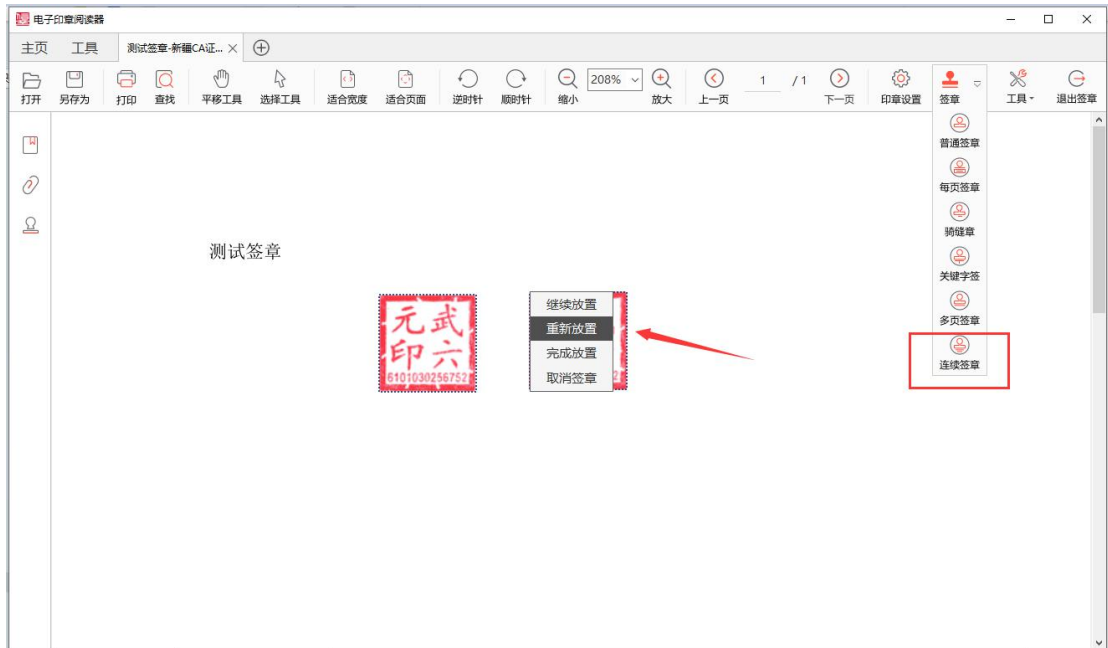 电子印章阅读器
主页 工具 测试签章-新疆CA证...
打开 另存为 打印 查找 平移工具 选择工具 适合宽度 适合页面 逆时针 顺时针 缩小 208% 放大 上一页 1 / 1 下一页 印章设置 签章 工具 退出签章
普通签章
每页签章
骑缝章
关键字签
多页签章
连续签章
测试签章
元武
印六
6101030256752
继续放置
重新放置
完成放置
取消签章